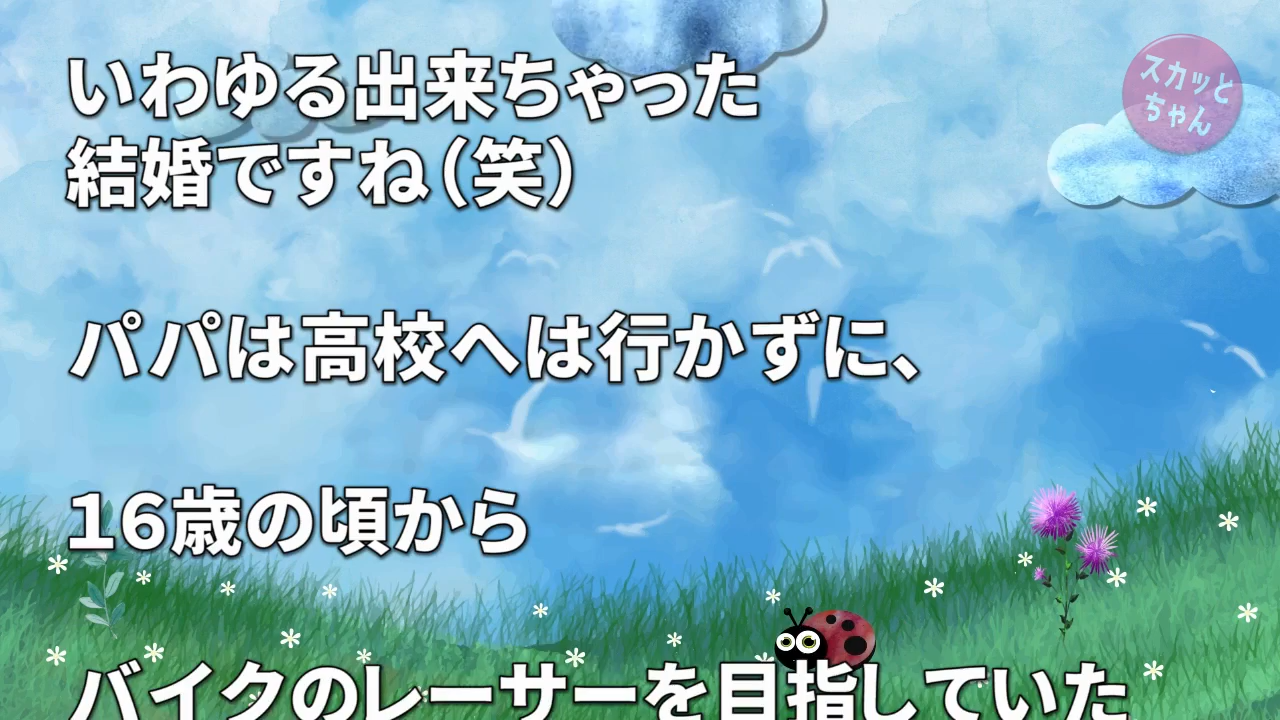 いわゆる出来ちゃった
結婚ですね（笑）
パパは高校へは行かずに、
１６歳の頃から
バイクのレーサーを目指していた
スカッと
ちゃん